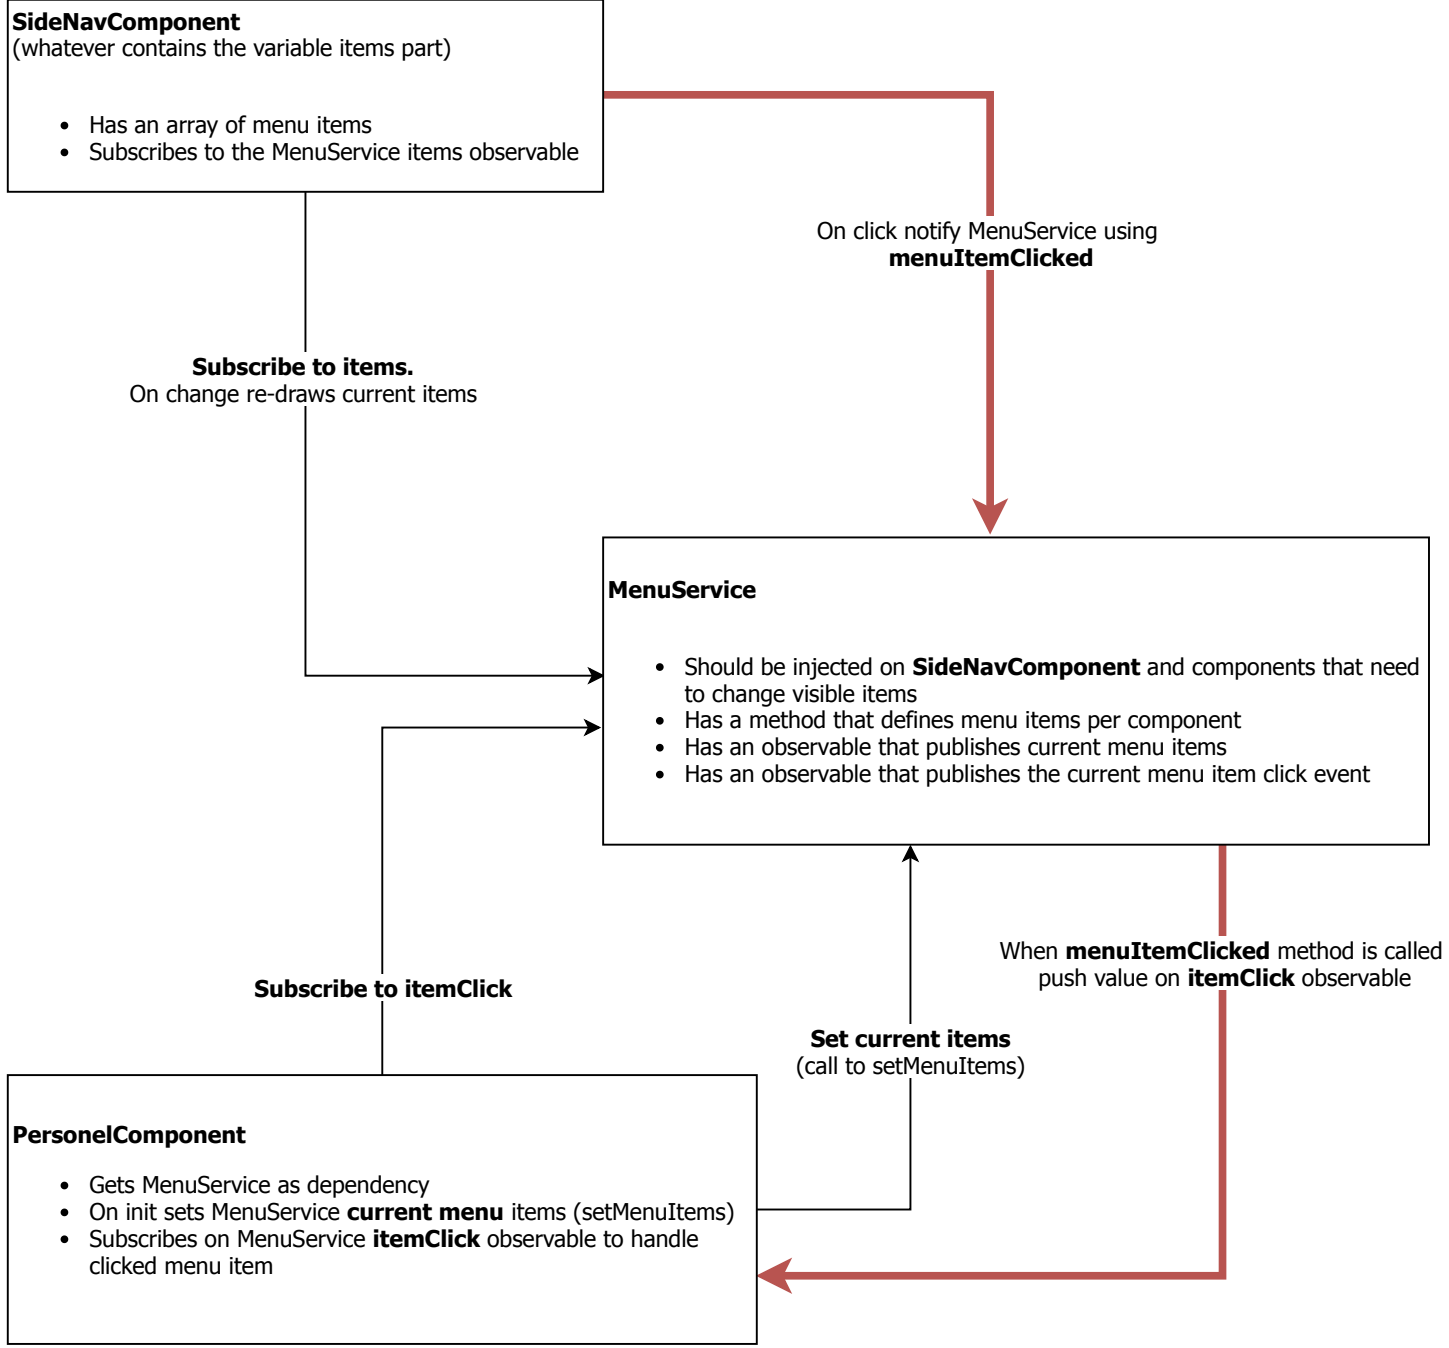 SideNavComponent
(whatever contains the variable items part)
• Has an array of menu items
• Subscribes to the MenuService items observable
On click notify MenuService using
menuItemClicked
Subscribe to items.
On change re-draws current items
MenuService
• Should be injected on SideNavComponent and components that need
to change visible items
• Has a method that defines menu items per component
• Has an observable that publishes current menu items
• Has an observable that publishes the current menu item click event
When menuItemClicked method is called
push value on itemClick observable
Subscribe to itemClick
Set current items
(call to setMenuItems)
PersonelComponent
• Gets MenuService as dependency
• On init sets MenuService current menu items (setMenuItems)
• Subscribes on MenuService itemClick observable to handle
clicked menu item